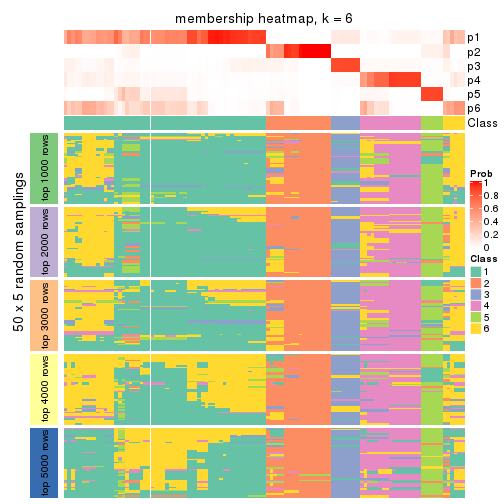 membership heatmap, k = 6
p1
p2
p3
p4
p5
p6
Class
50 x 5 random samplings
top 1000 rows
top 2000 rows
top 3000 rows
top 4000 rows
top 5000 rows
Prob
1
0.8
0.6
0.4
0.2
0
Class
1
2
3
4
5
6